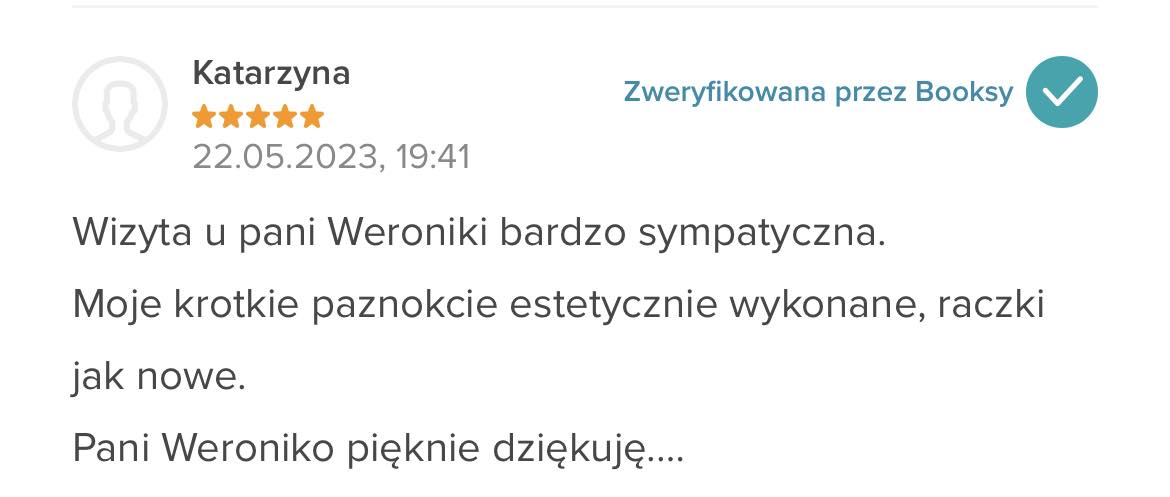 Katarzyna
Zweryfikowana przez Booksy
22.05.2023, 19:41
Wizyta u pani Weroniki bardzo sympatyczna.
Moje krotkie paznokcie estetycznie wykonane, raczki
jak nowe.
Pani Weroniko pięknie dziękuję....